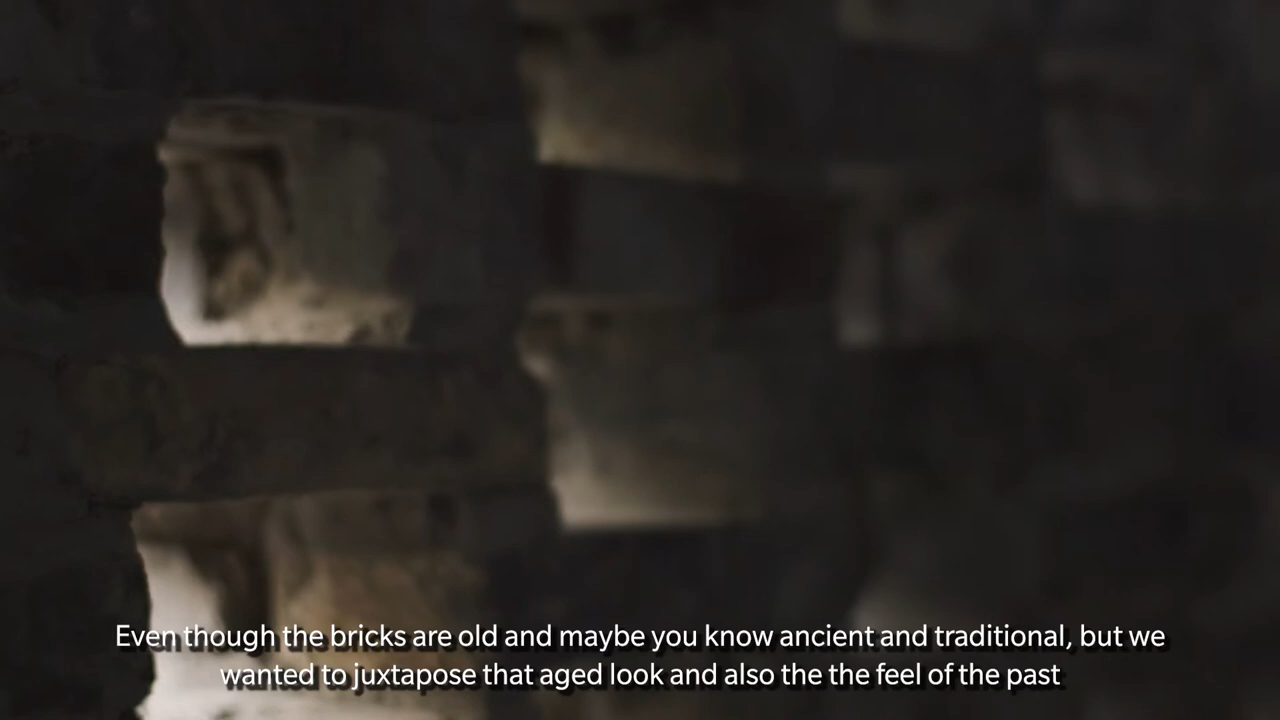 Even though the bricks are old and maybe you know ancient and traditional, but we
wanted to juxtapose that aged look and also the the feel of the past